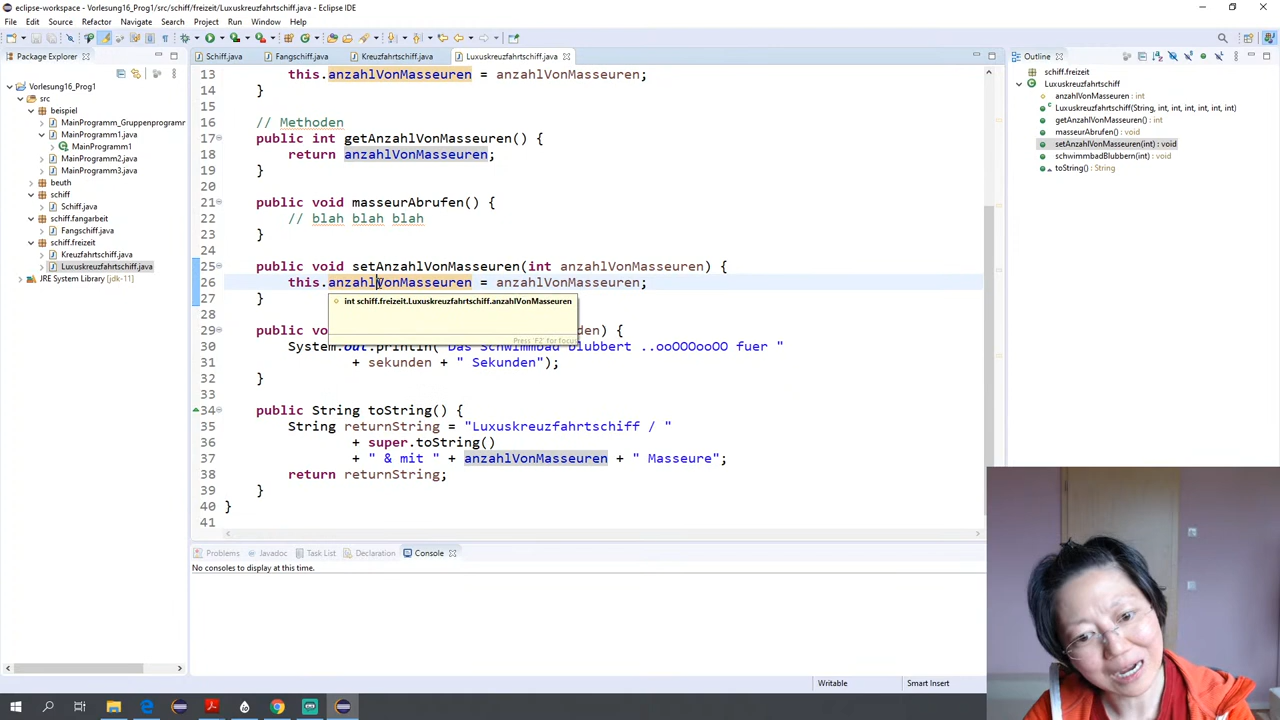 eclipse-workspace - Vorlesung16_Prog1/src/schiff/freizeit/Luxuskreuzfahrtschiff.java - Eclipse IDE
File Edit Source Refactor Navigate Search Project Run Window Help
Package Explorer
Schiff.java Fangschiff.java Kreuzfahrtschiff.java Luxuskreuzfahrtschiff.java
Outline
Vorlesung16_Prog1
src
beispiel
MainProgramm_Gruppenprogramr
MainProgramm1.java
MainProgramm1
MainProgramm2.java
MainProgramm3.java
beuth
schiff
Schiff.java
schiff.fangarbeit
Fangschiff.java
schiff.freizeit
Kreuzfahrtschiff.java
Luxuskreuzfahrtschiff.java
JRE System Library [jdk-11]
13 this.anzahlVonMasseuren = anzahlVonMasseuren;
14 }
15
16 // Methoden
17 public int getAnzahlVonMasseuren() {
18 return anzahlVonMasseuren;
19 }
20
21 public void masseurAbrufen() {
22 // blah blah blah
23 }
24
25 public void setAnzahlVonMasseuren(int anzahlVonMasseuren) {
26 this.anzahlVonMasseuren = anzahlVonMasseuren;
27 }
28
int schiff.freizeit.Luxuskreuzfahrtschiff.anzahlVonMasseuren
Press 'F2' for focus
29 public vo den) {
30 System.out.println("Das Schwimmbad blubbert ..ooOOOooOO fuer "
31 + sekunden + " Sekunden");
32 }
33
34 public String toString() {
35 String returnString = "Luxuskreuzfahrtschiff / "
36 + super.toString()
37 + " & mit " + anzahlVonMasseuren + " Masseure";
38 return returnString;
39 }
40 }
41
schiff.freizeit
Luxuskreuzfahrtschiff
anzahlVonMasseuren : int
Luxuskreuzfahrtschiff(String, int, int, int, int, int)
getAnzahlVonMasseuren() : int
masseurAbrufen() : void
setAnzahlVonMasseuren(int) : void
schwimmbadBlubbern(int) : void
toString() : String
Problems Javadoc Task List Declaration Console
No consoles to display at this time.
Writable Smart Insert